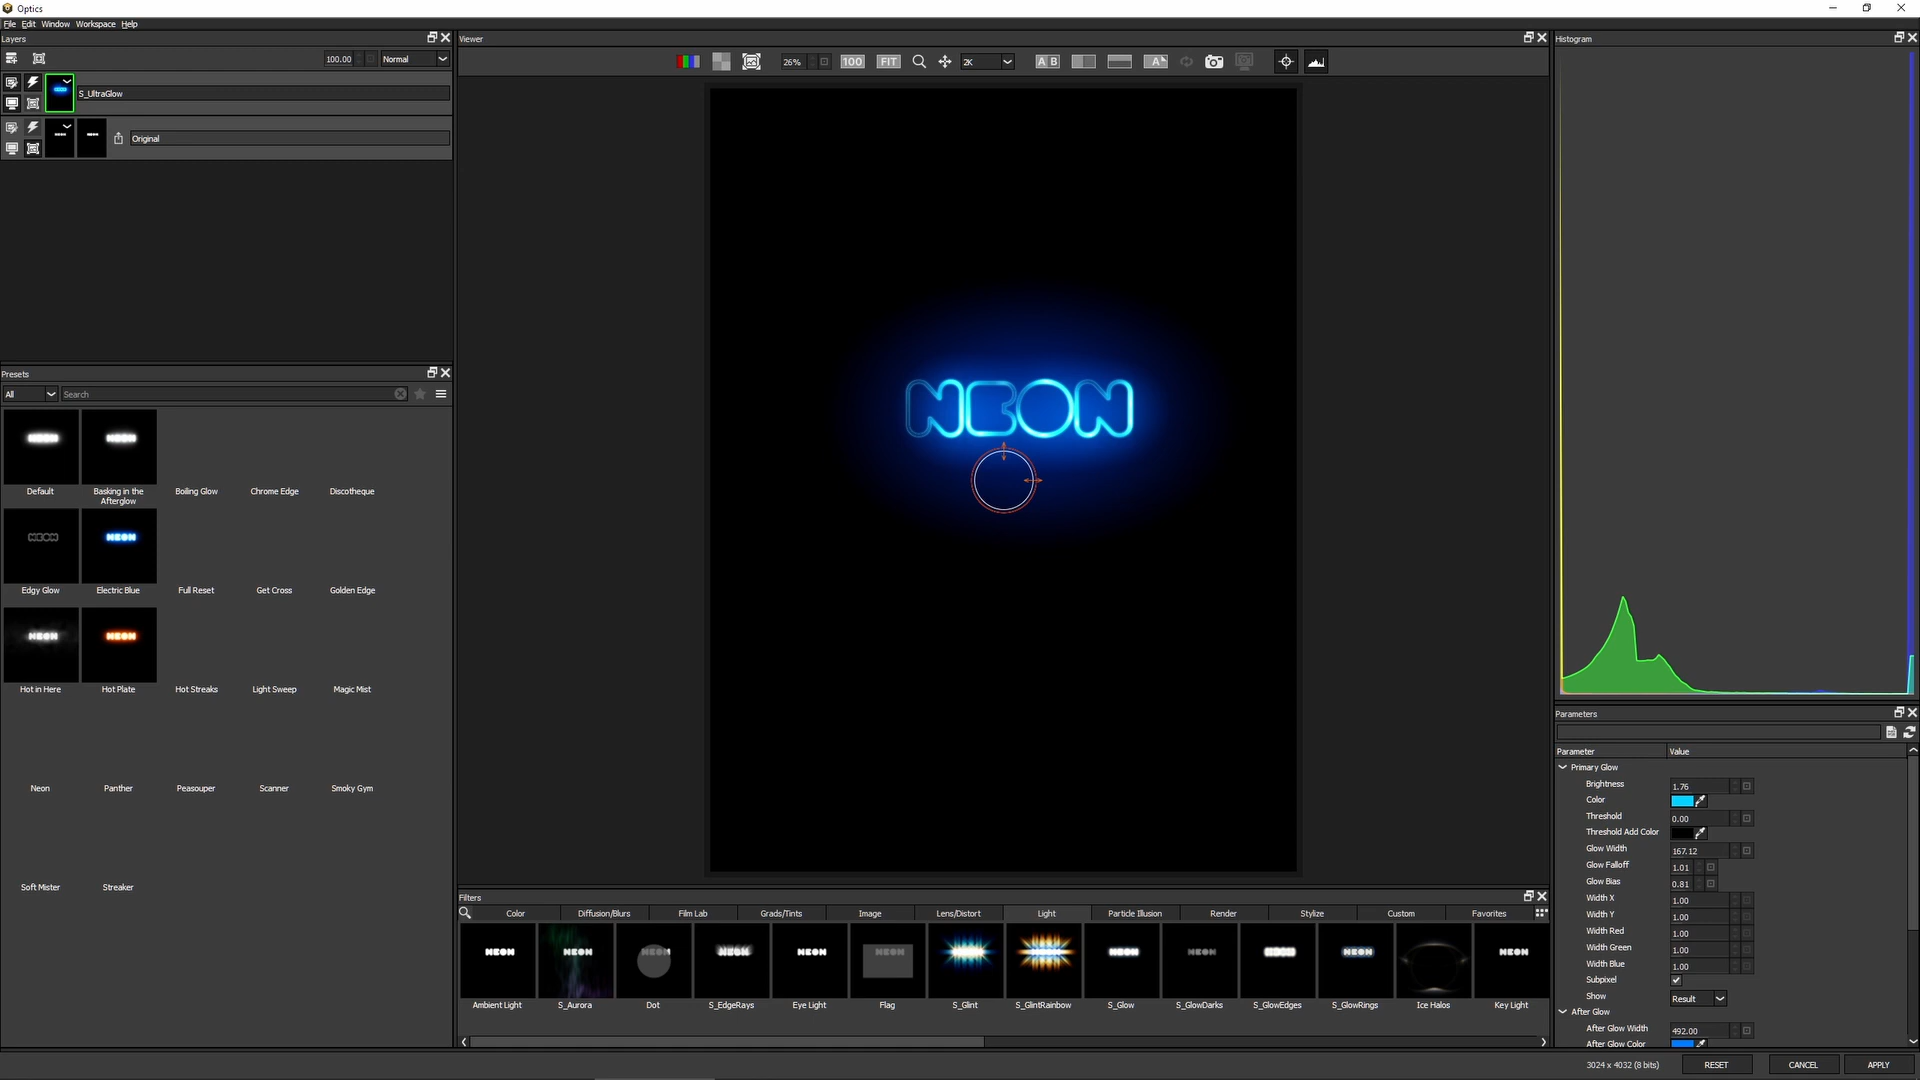 Optics
File Edit Window Workspace Help
Layers
100.00 Normal
S_UltraGlow
Original
Presets
All Search
Default Basking in the Afterglow Boiling Glow Chrome Edge Discotheque
Edgy Glow Electric Blue Full Reset Get Cross Golden Edge
Hot in Here Hot Plate Hot Streaks Light Sweep Magic Mist
Neon Panther Peasouper Scanner Smoky Gym
Soft Mister Streaker
Viewer
26% 100 FIT 2K A B A
NEON
Filters
Color Diffusion/Blurs Film Lab Grads/Tints Image Lens/Distort Light Particle Illusion Render Stylize Custom Favorites
Ambient Light S_Aurora Dot S_EdgeRays Eye Light Flag S_Glint S_GlintRainbow S_Glow S_GlowDarks S_GlowEdges S_GlowRings Ice Halos Key Light
Histogram
Parameters
Parameter Value
Primary Glow
Brightness 1.76
Color
Threshold 0.00
Threshold Add Color
Glow Width 167.12
Glow Falloff 1.01
Glow Bias 0.81
Width X 1.00
Width Y 1.00
Width Red 1.00
Width Green 1.00
Width Blue 1.00
Subpixel
Show Result
After Glow
After Glow Width 492.00
After Glow Color
3024 x 4032 (8 bits) RESET CANCEL APPLY